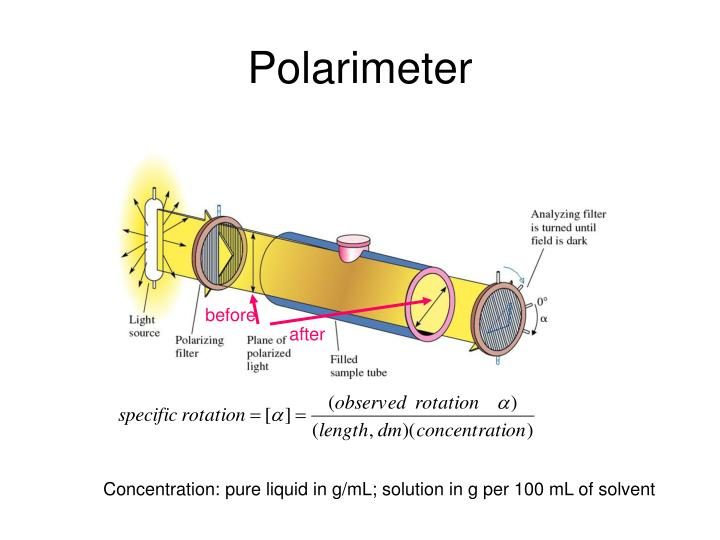 Polarimeter
Analyzing filter
is turned until
field is dark
0°
α
before
after
Light
source
Polarizing
filter
Plane of
polarized
light
Filled
sample tube
specific rotation = [α] = (observed rotation α) / (length, dm)(concentration)
Concentration: pure liquid in g/mL; solution in g per 100 mL of solvent